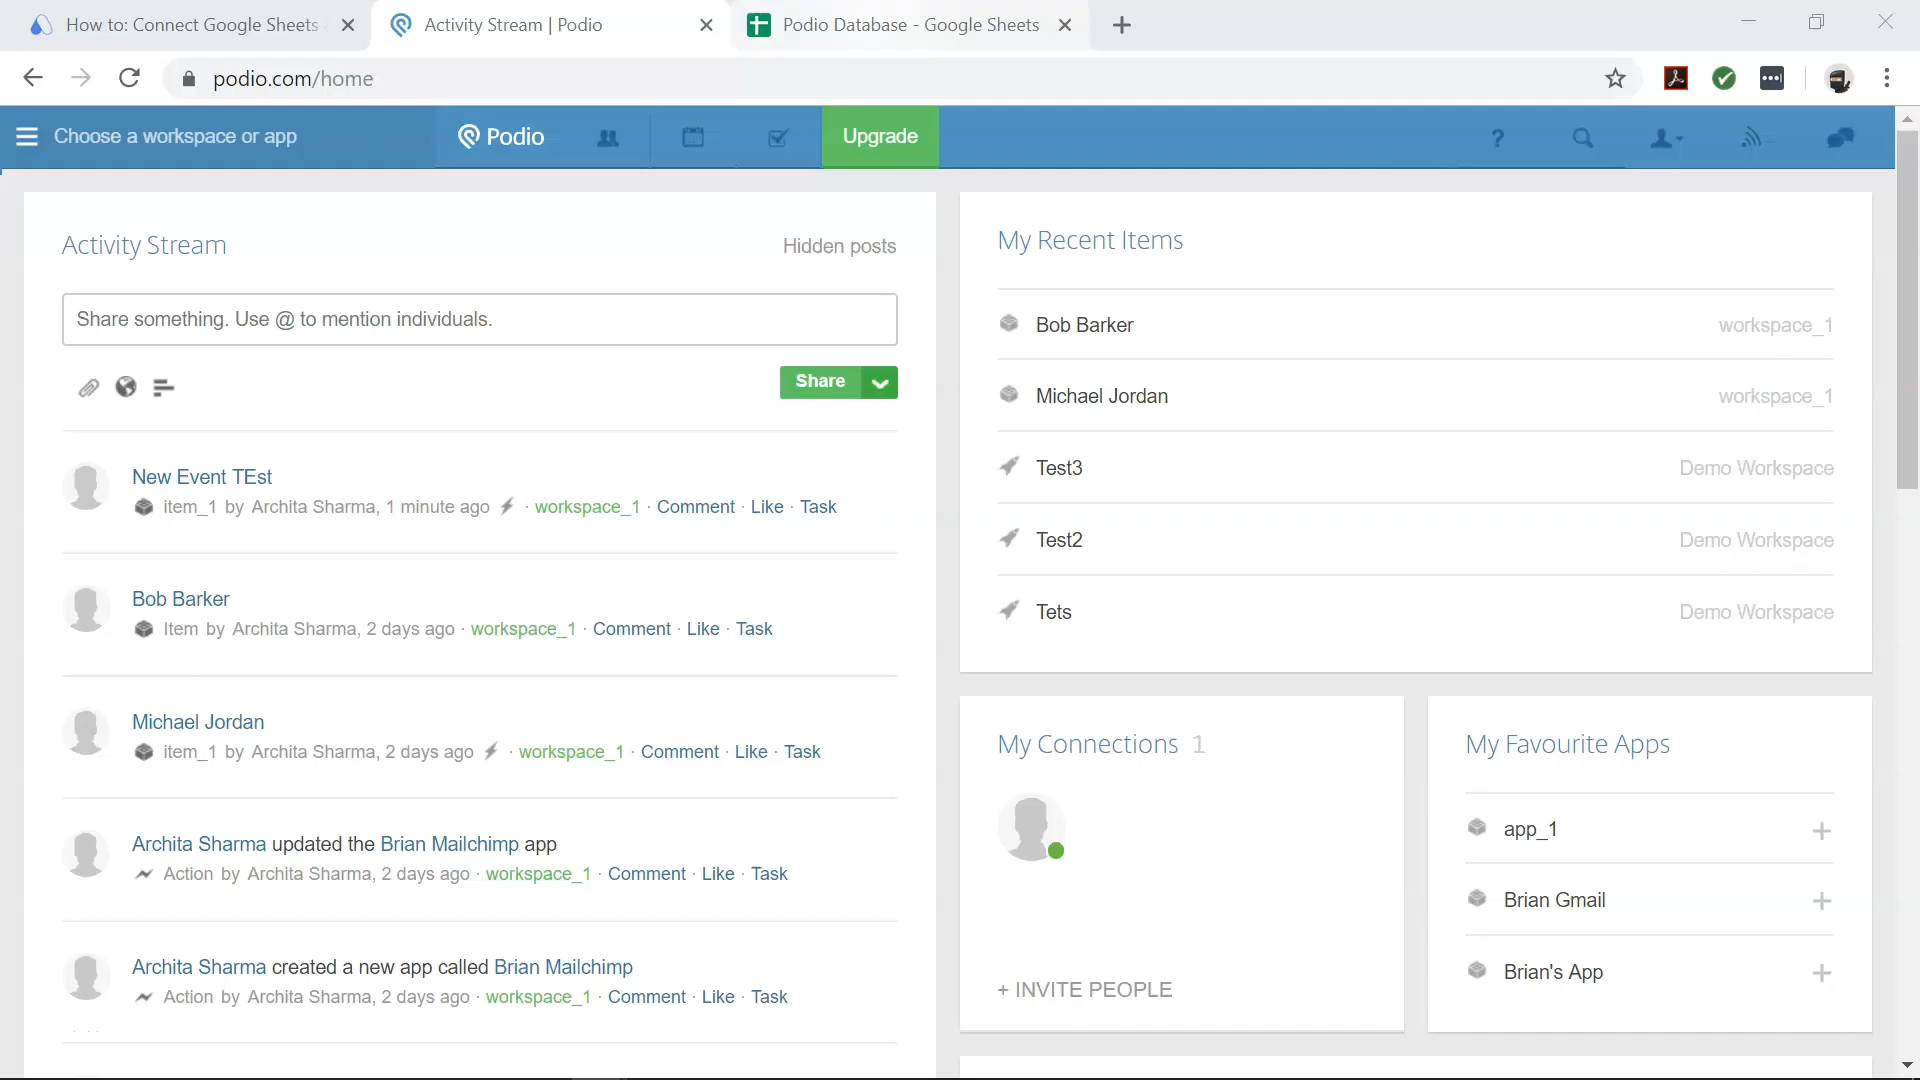 How to: Connect Google Sheets
Activity Stream | Podio
Podio Database - Google Sheets
podio.com/home
Choose a workspace or app
Podio
Upgrade
?
Activity Stream
Hidden posts
Share something. Use @ to mention individuals.
Share
New Event TEst
item_1 by Archita Sharma, 1 minute ago · workspace_1 · Comment · Like · Task
Bob Barker
Item by Archita Sharma, 2 days ago · workspace_1 · Comment · Like · Task
Michael Jordan
item_1 by Archita Sharma, 2 days ago · workspace_1 · Comment · Like · Task
Archita Sharma updated the Brian Mailchimp app
Action by Archita Sharma, 2 days ago · workspace_1 · Comment · Like · Task
Archita Sharma created a new app called Brian Mailchimp
Action by Archita Sharma, 2 days ago · workspace_1 · Comment · Like · Task
My Recent Items
Bob Barker workspace_1
Michael Jordan workspace_1
Test3 Demo Workspace
Test2 Demo Workspace
Tets Demo Workspace
My Connections 1
+ INVITE PEOPLE
My Favourite Apps
app_1 +
Brian Gmail +
Brian's App +